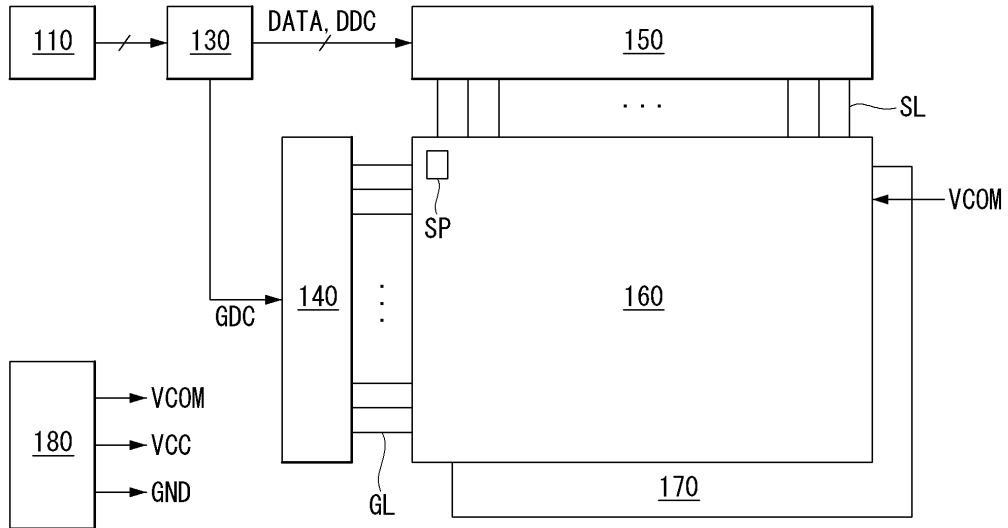 110
130
DATA, DDC
150
. . .
SL
SP
VCOM
140
160
GDC
180
VCOM
VCC
GND
GL
170